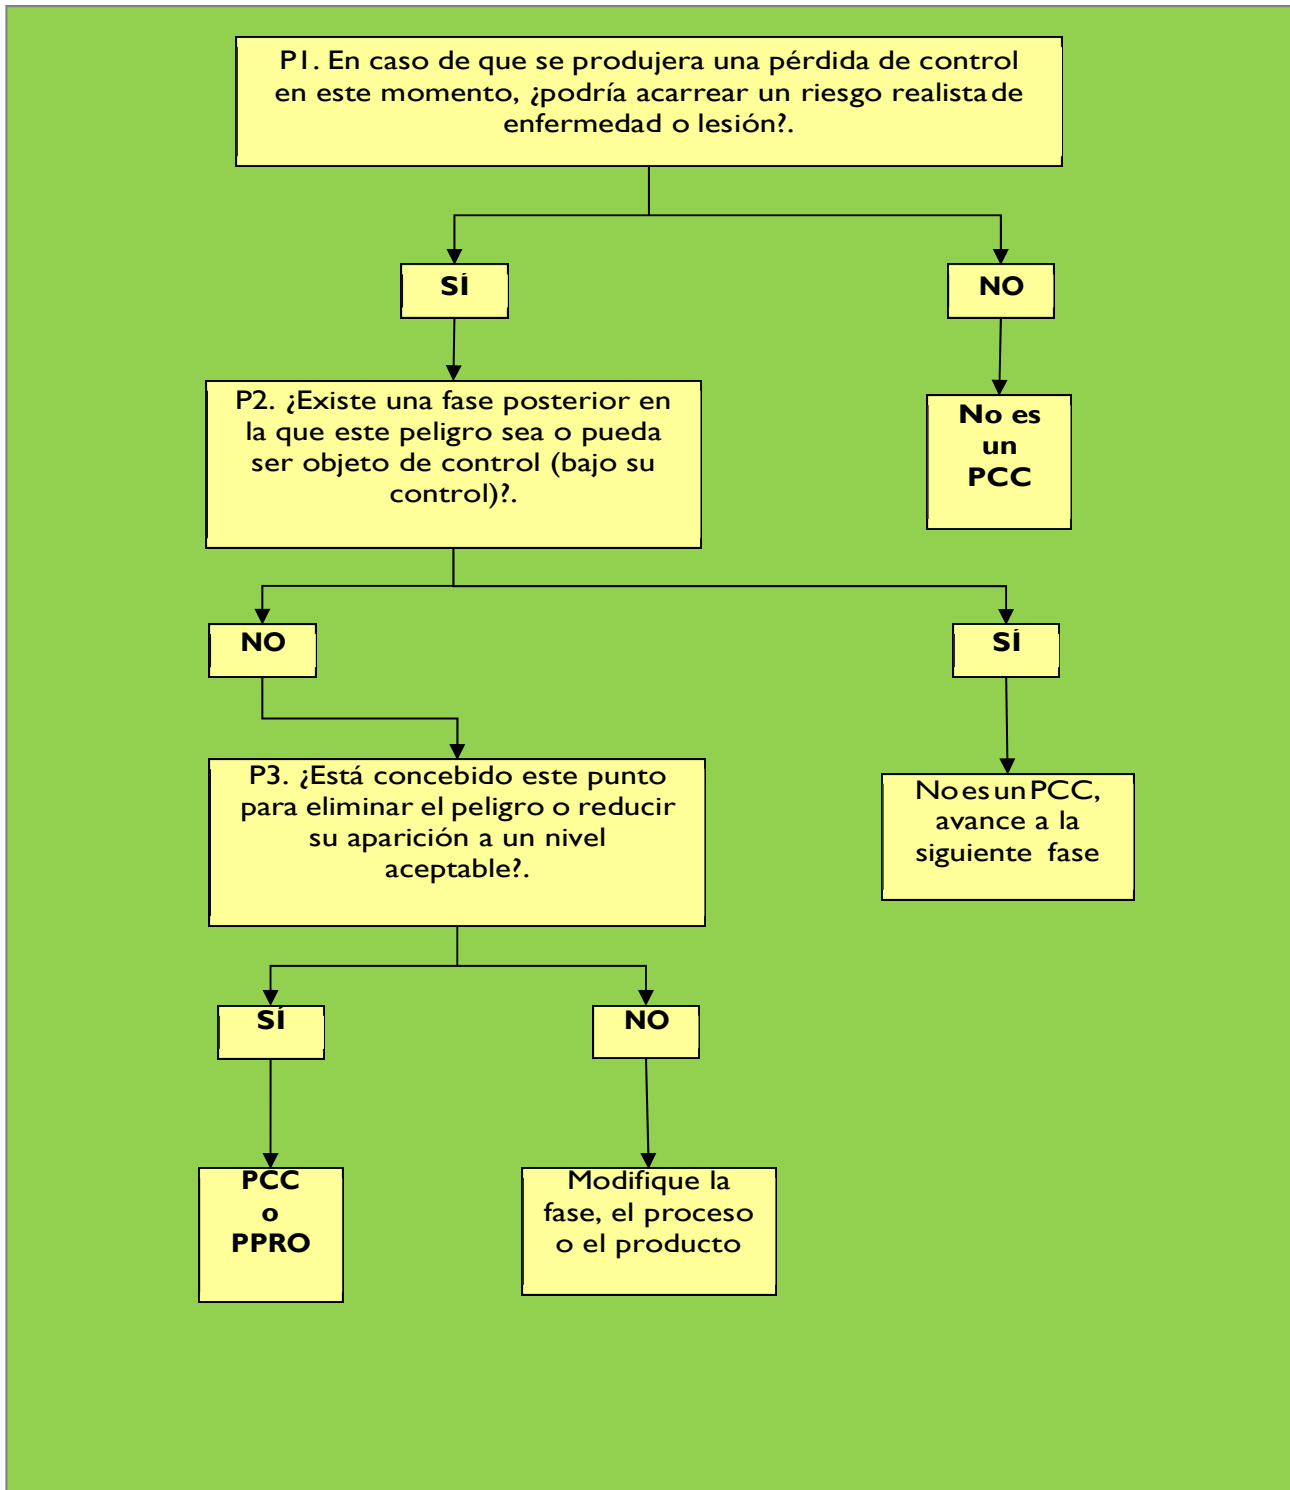 P1. En caso de que se produjera una pérdida de control
en este momento, ¿podría acarrear un riesgo realista de
enfermedad o lesión?.
SÍ
NO
P2. ¿Existe una fase posterior en
la que este peligro sea o pueda
ser objeto de control (bajo su
control)?.
No es
un
PCC
NO
SÍ
P3. ¿Está concebido este punto
para eliminar el peligro o reducir
su aparición a un nivel
aceptable?.
No es un PCC,
avance a la
siguiente fase
SÍ
NO
PCC
o
PPRO
Modifique la
fase, el proceso
o el producto